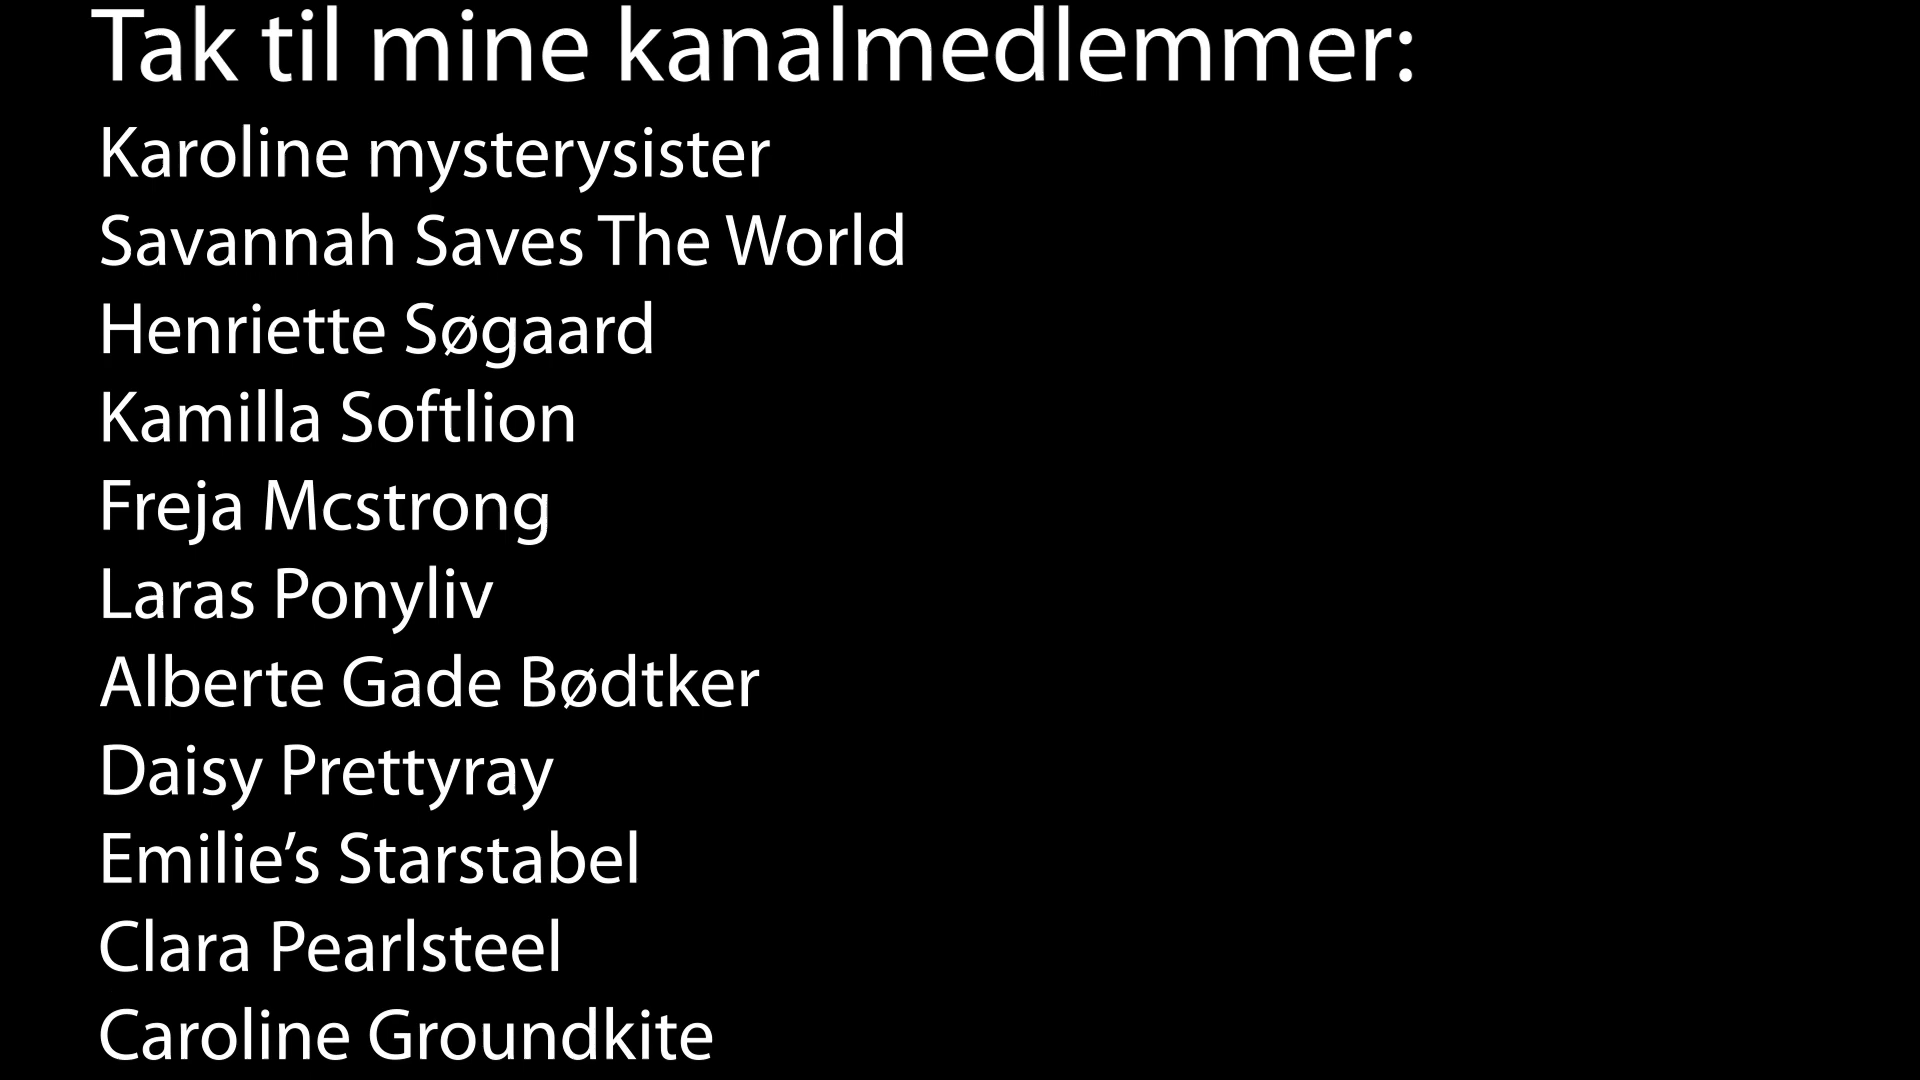 Tak til mine kanalmedlemmer:
Karoline mysterysister
Savannah Saves The World
Henriette Søgaard
Kamilla Softlion
Freja Mcstrong
Laras Ponyliv
Alberte Gade Bødtker
Daisy Prettyray
Emilie’s Starstabel
Clara Pearlsteel
Caroline Groundkite